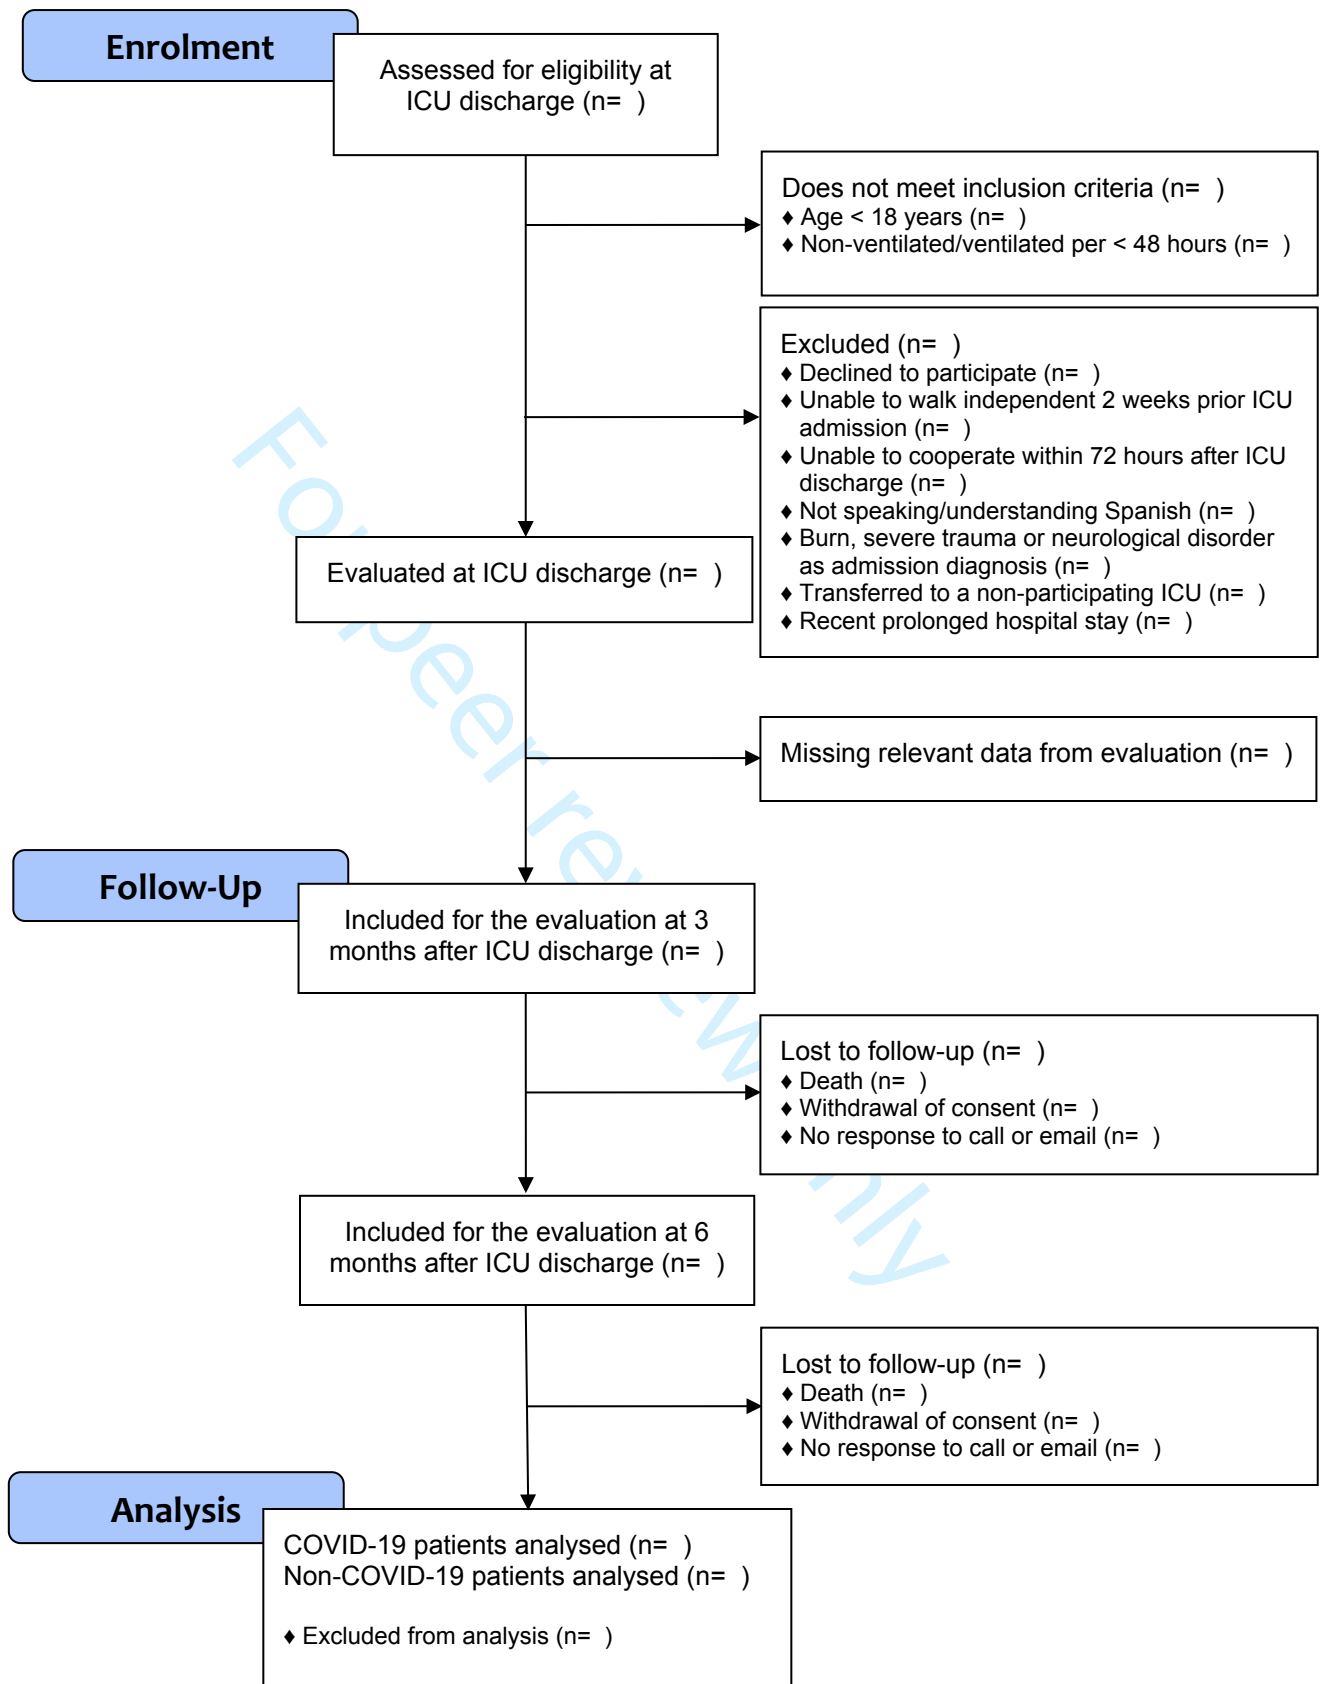 Enrolment
Assessed for eligibility at
ICU discharge (n=  )
Does not meet inclusion criteria (n=  )
♦ Age < 18 years (n=  )
♦ Non-ventilated/ventilated per < 48 hours (n=  )
Excluded (n=  )
♦ Declined to participate (n=  )
♦ Unable to walk independent 2 weeks prior ICU
admission (n=  )
♦ Unable to cooperate within 72 hours after ICU
discharge (n=  )
♦ Not speaking/understanding Spanish (n=  )
♦ Burn, severe trauma or neurological disorder
as admission diagnosis (n=  )
♦ Transferred to a non-participating ICU (n=  )
♦ Recent prolonged hospital stay (n=  )
Evaluated at ICU discharge (n=  )
Missing relevant data from evaluation (n=  )
Follow-Up
Included for the evaluation at 3
months after ICU discharge (n=  )
Lost to follow-up (n=  )
♦ Death (n=  )
♦ Withdrawal of consent (n=  )
♦ No response to call or email (n=  )
Included for the evaluation at 6
months after ICU discharge (n=  )
Lost to follow-up (n=  )
♦ Death (n=  )
♦ Withdrawal of consent (n=  )
♦ No response to call or email (n=  )
Analysis
COVID-19 patients analysed (n=  )
Non-COVID-19 patients analysed (n=  )
♦ Excluded from analysis (n=  )
For peer review only